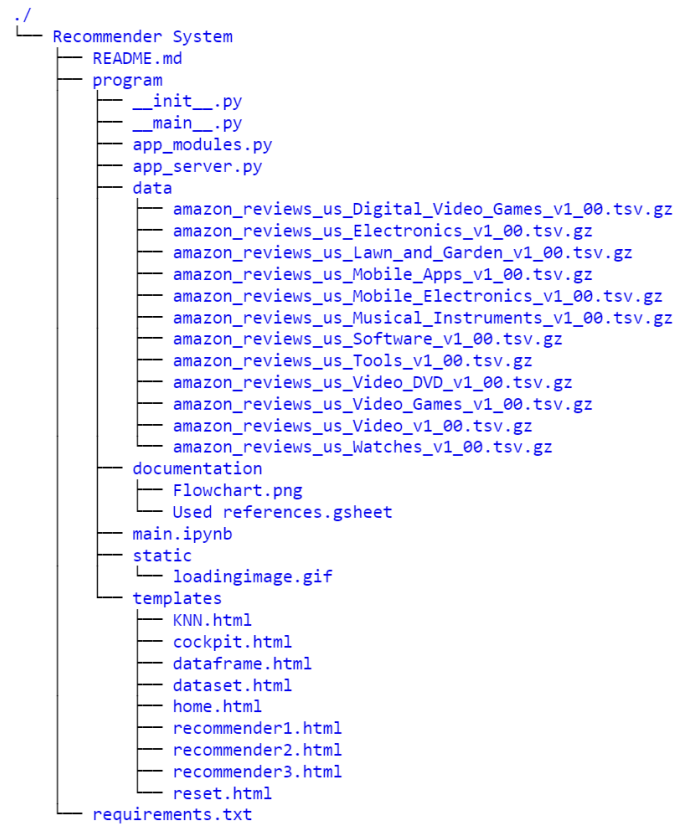 ./
└── Recommender System
    ├── README.md
    ├── program
    │   ├── __init__.py
    │   ├── __main__.py
    │   ├── app_modules.py
    │   ├── app_server.py
    │   ├── data
    │   │   ├── amazon_reviews_us_Digital_Video_Games_v1_00.tsv.gz
    │   │   ├── amazon_reviews_us_Electronics_v1_00.tsv.gz
    │   │   ├── amazon_reviews_us_Lawn_and_Garden_v1_00.tsv.gz
    │   │   ├── amazon_reviews_us_Mobile_Apps_v1_00.tsv.gz
    │   │   ├── amazon_reviews_us_Mobile_Electronics_v1_00.tsv.gz
    │   │   ├── amazon_reviews_us_Musical_Instruments_v1_00.tsv.gz
    │   │   ├── amazon_reviews_us_Software_v1_00.tsv.gz
    │   │   ├── amazon_reviews_us_Tools_v1_00.tsv.gz
    │   │   ├── amazon_reviews_us_Video_DVD_v1_00.tsv.gz
    │   │   ├── amazon_reviews_us_Video_Games_v1_00.tsv.gz
    │   │   ├── amazon_reviews_us_Video_v1_00.tsv.gz
    │   │   └── amazon_reviews_us_Watches_v1_00.tsv.gz
    │   ├── documentation
    │   │   ├── Flowchart.png
    │   │   └── Used references.gsheet
    │   ├── main.ipynb
    │   ├── static
    │   │   └── loadingimage.gif
    │   └── templates
    │       ├── KNN.html
    │       ├── cockpit.html
    │       ├── dataframe.html
    │       ├── dataset.html
    │       ├── home.html
    │       ├── recommender1.html
    │       ├── recommender2.html
    │       ├── recommender3.html
    │       └── reset.html
    └── requirements.txt